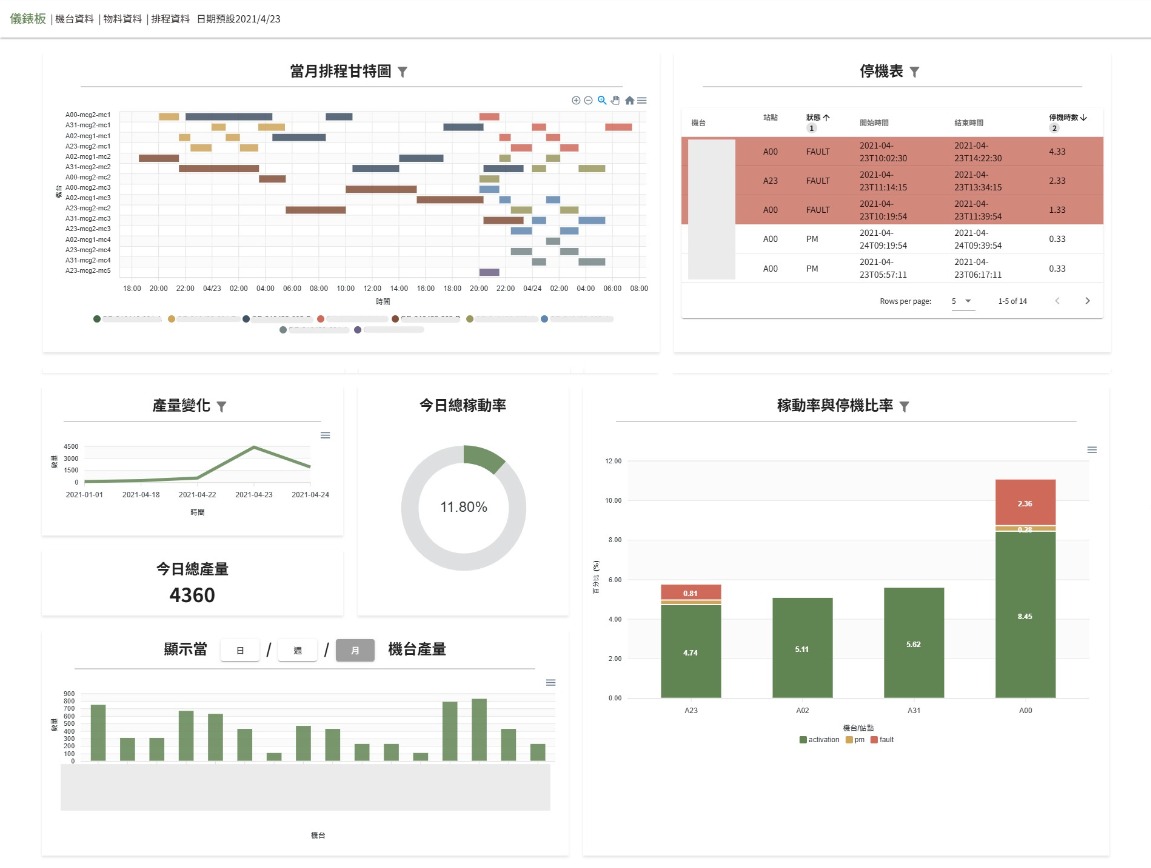 儀錶板 | 機台資料 | 物料資料 | 排程資料 日期預設2021/4/23
當月排程甘特圖
A00-mcg2-mc1
A31-mcg2-mc1
A02-mcg1-mc1
A23-mcg2-mc1
A02-mcg1-mc2
A31-mcg2-mc2
A00-mcg2-mc2
A00-mcg2-mc3
A02-mcg1-mc3
A23-mcg2-mc2
A31-mcg2-mc3
A23-mcg2-mc3
A02-mcg1-mc4
A23-mcg2-mc4
A31-mcg2-mc4
A23-mcg2-mc5
機台
18:00 20:00 22:00 04/23 02:00 04:00 06:00 08:00 10:00 12:00 14:00 16:00 18:00 20:00 22:00 04/24 02:00 04:00 06:00 08:00
時間
停機表
機台 站點 狀態 1 開始時間 結束時間 停機時數 2
A00 FAULT 2021-04-23T10:02:30 2021-04-23T14:22:30 4.33
A23 FAULT 2021-04-23T11:14:15 2021-04-23T13:34:15 2.33
A00 FAULT 2021-04-23T10:19:54 2021-04-23T11:39:54 1.33
A00 PM 2021-04-24T09:19:54 2021-04-24T09:39:54 0.33
A00 PM 2021-04-23T05:57:11 2021-04-23T06:17:11 0.33
Rows per page: 5 1-5 of 14
產量變化
4500
3000
1500
0
數量
2021-01-01 2021-04-18 2021-04-22 2021-04-23 2021-04-24
時間
今日總產量
4360
今日總稼動率
11.80%
顯示當 日 / 週 / 月 機台產量
900
800
700
600
500
400
300
200
100
0
數量
機台
稼動率與停機比率
12.00
10.00
8.00
6.00
4.00
2.00
0.00
百分比 (%)
0.81
4.74
5.11
5.62
2.36
8.45
A23 A02 A31 A00
機台/站點
activation pm fault